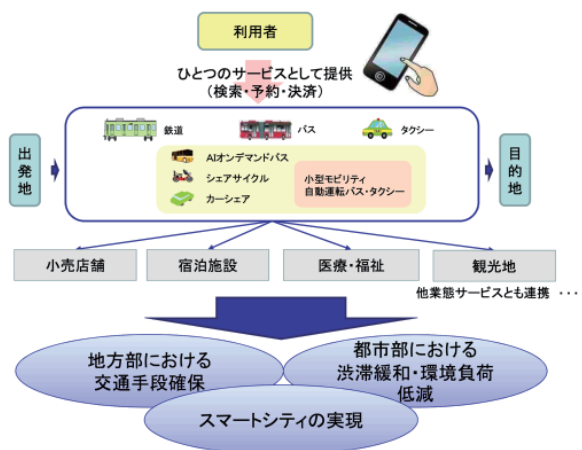 利用者
ひとつのサービスとして提供
(検索・予約・決済)
出発地
鉄道
バス
タクシー
AIオンデマンドバス
シェアサイクル
カーシェア
小型モビリティ
自動運転バス・タクシー
目的地
小売店舗
宿泊施設
医療・福祉
観光地
他業態サービスとも連携 ・・・
地方部における
交通手段確保
都市部における
渋滞緩和・環境負荷
低減
スマートシティの実現